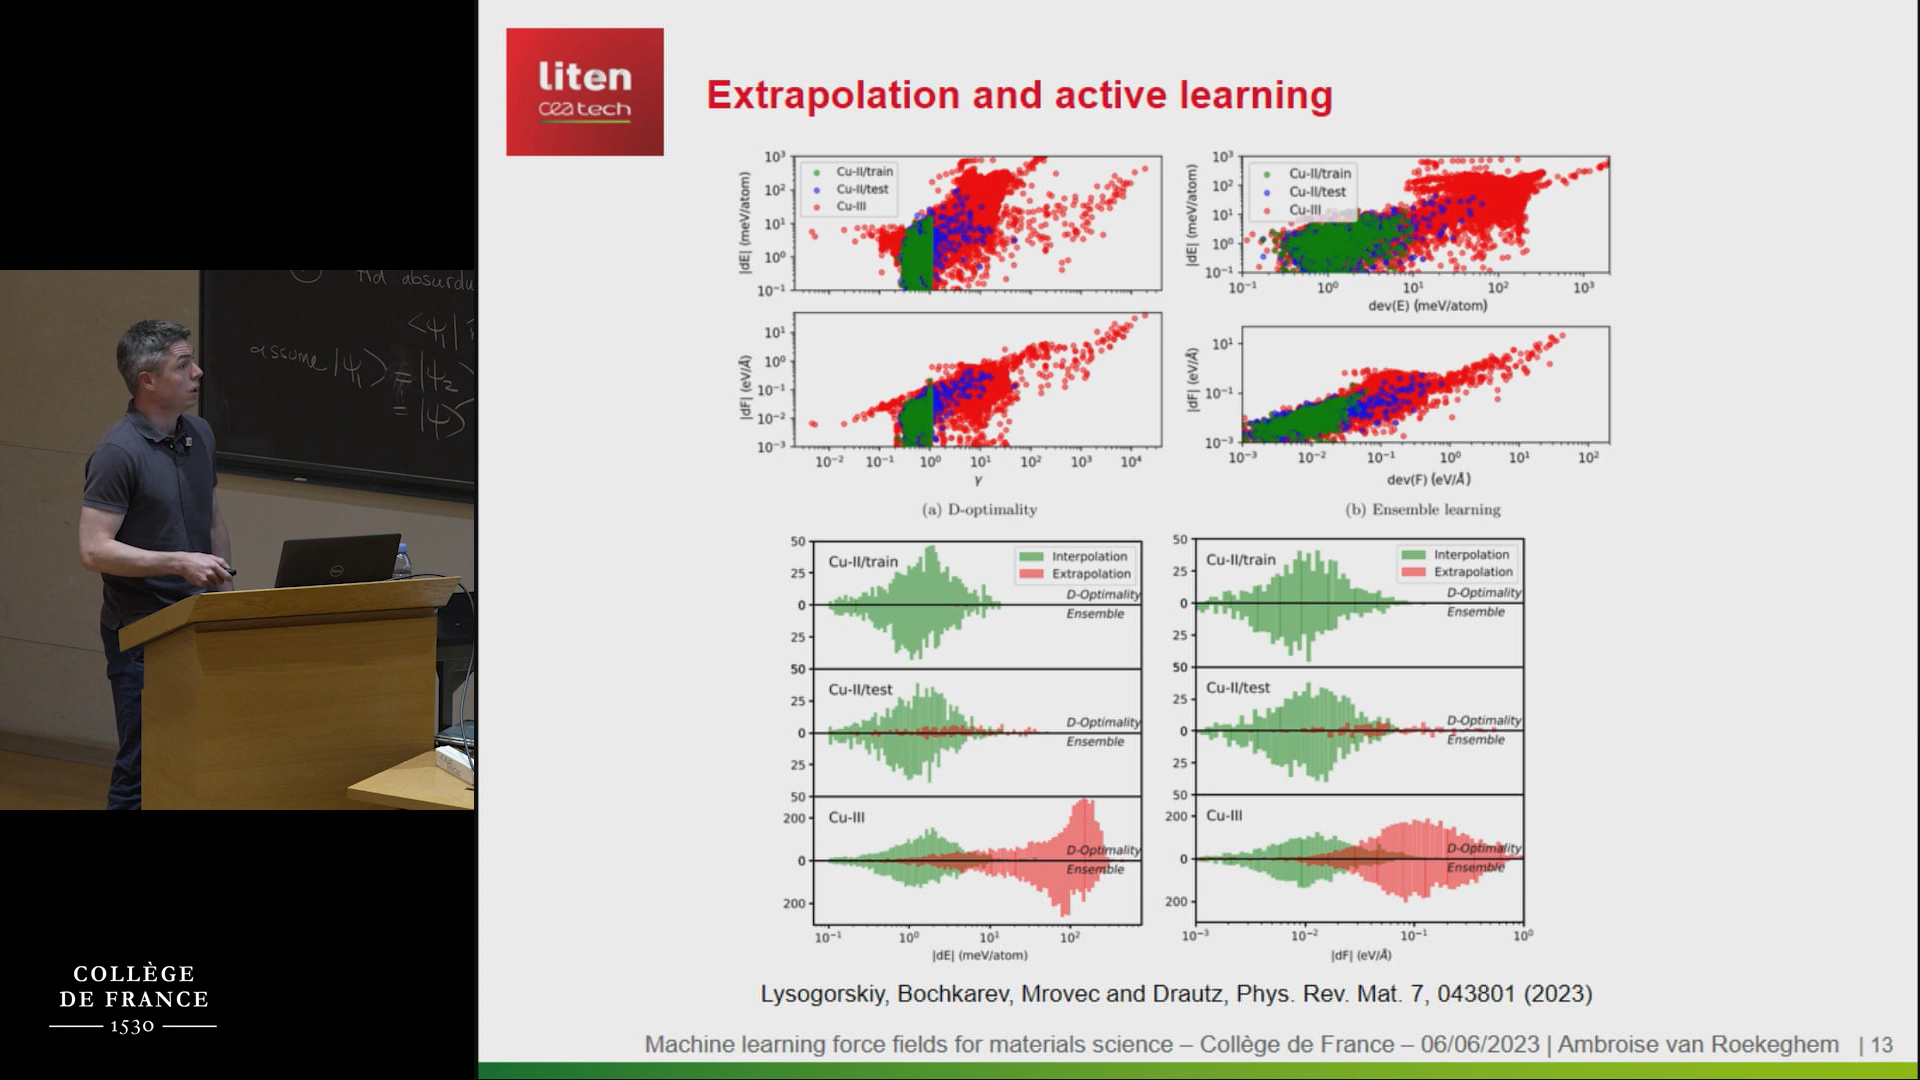 liten
ceatech
Extrapolation and active learning
10³
10²
10¹
10⁰
10⁻¹
|dE| (meV/atom)
Cu-II/train
Cu-II/test
Cu-III
10¹
10⁰
10⁻¹
10⁻²
10⁻³
|dF| (eV/Å)
10⁻² 10⁻¹ 10⁰ 10¹ 10² 10³ 10⁴
γ
(a) D-optimality
10³
10²
10¹
10⁰
10⁻¹
|dE| (meV/atom)
Cu-II/train
Cu-II/test
Cu-III
10⁻¹ 10⁰ 10¹ 10² 10³
dev(E) (meV/atom)
10¹
10⁻¹
10⁻³
|dF| (eV/Å)
10⁻³ 10⁻² 10⁻¹ 10⁰ 10¹ 10²
dev(F) (eV/Å)
(b) Ensemble learning
50
25
0
25
50
Cu-II/train
Interpolation
Extrapolation
D-Optimality
Ensemble
25
0
25
50
Cu-II/test
D-Optimality
Ensemble
200
0
200
Cu-III
D-Optimality
Ensemble
10⁻¹ 10⁰ 10¹ 10²
|dE| (meV/atom)
50
25
0
25
50
Cu-II/train
Interpolation
Extrapolation
D-Optimality
Ensemble
25
0
25
50
Cu-II/test
D-Optimality
Ensemble
200
0
200
Cu-III
D-Optimality
Ensemble
10⁻³ 10⁻² 10⁻¹ 10⁰
|dF| (eV/Å)
Lysogorskiy, Bochkarev, Mrovec and Drautz, Phys. Rev. Mat. 7, 043801 (2023)
Machine learning force fields for materials science – Collège de France – 06/06/2023 | Ambroise van Roekeghem | 13
absurdu
<ψ₁|
assume |ψ₁⟩ = |ψ₂
= |ψ⟩
DELL
COLLÈGE
DE FRANCE
1530